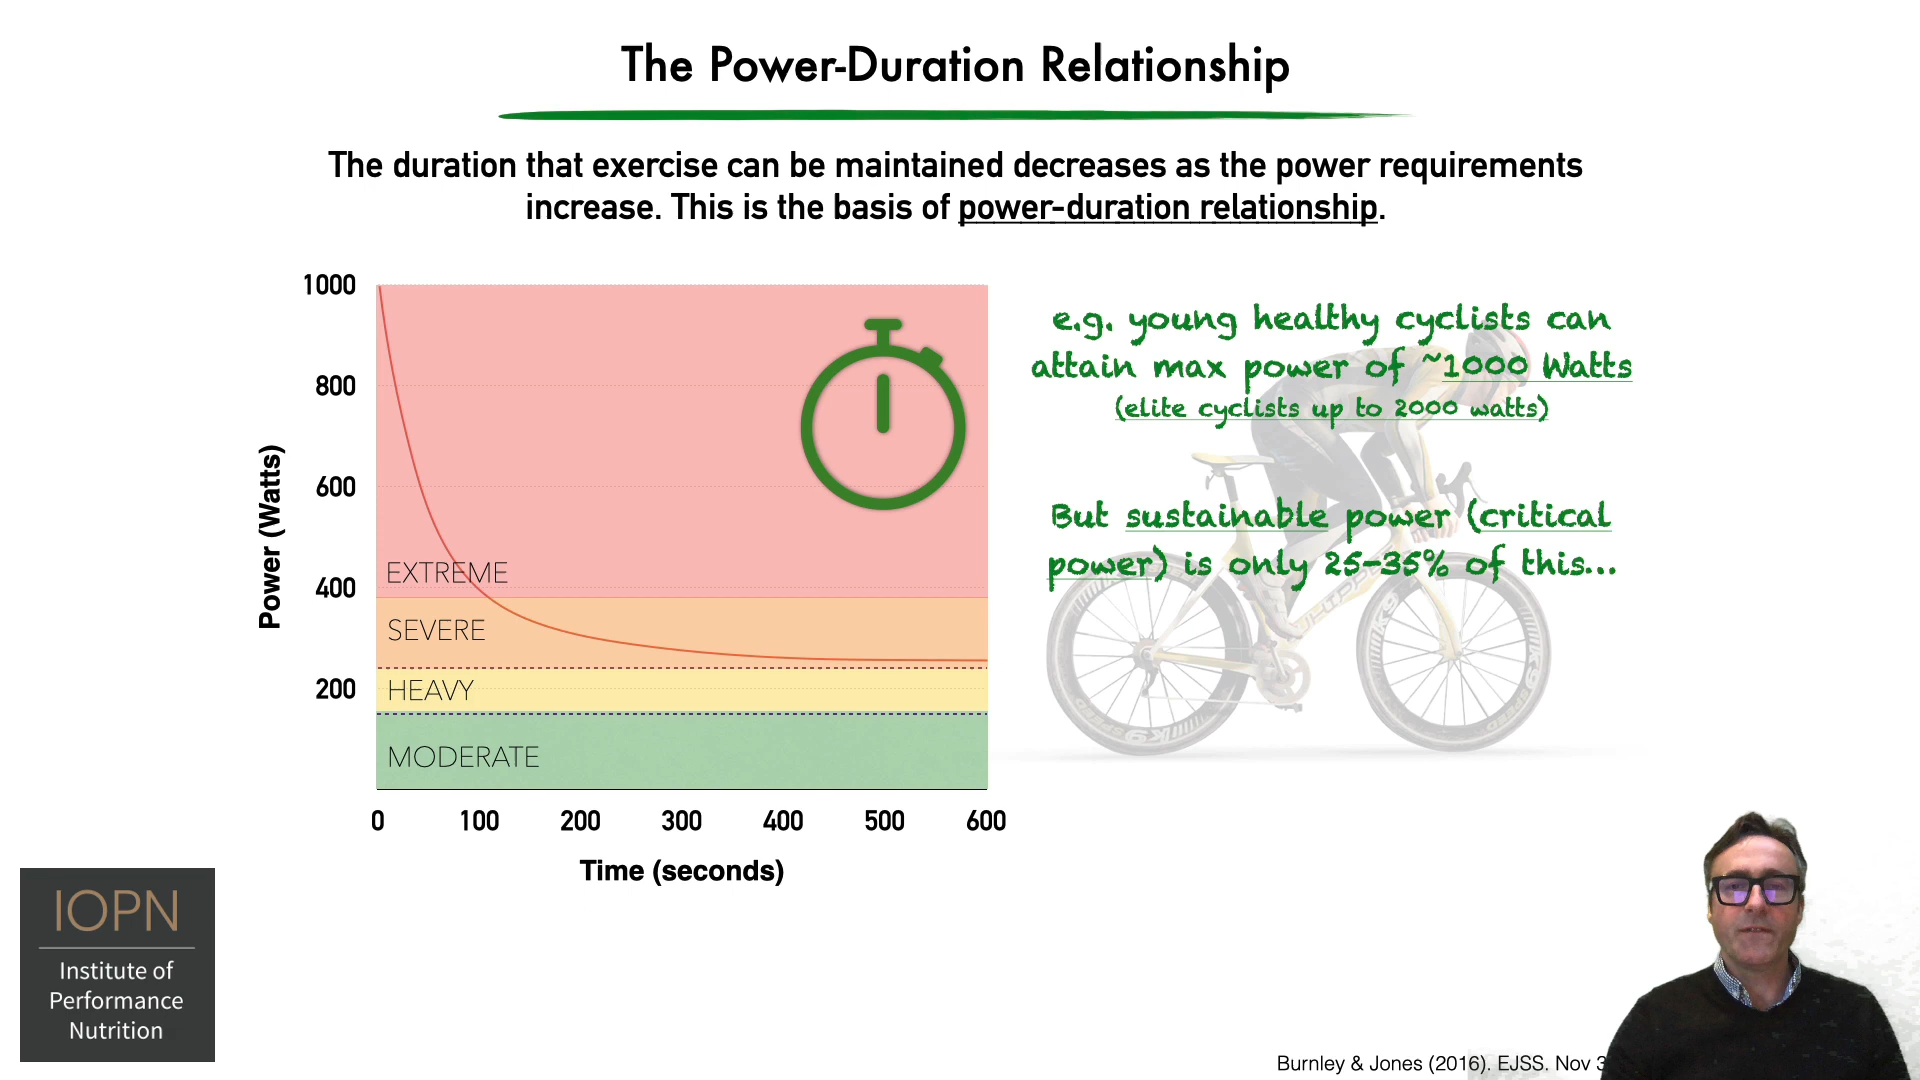 The Power-Duration Relationship
The duration that exercise can be maintained decreases as the power requirements
increase. This is the basis of power-duration relationship.
1000
800
600
400
200
Power (Watts)
EXTREME
SEVERE
HEAVY
MODERATE
0 100 200 300 400 500 600
Time (seconds)
e.g. young healthy cyclists can
attain max power of ~1000 Watts
(elite cyclists up to 2000 watts)
But sustainable power (critical
power) is only 25-35% of this...
IOPN
Institute of
Performance
Nutrition
Burnley & Jones (2016). EJSS. Nov 3